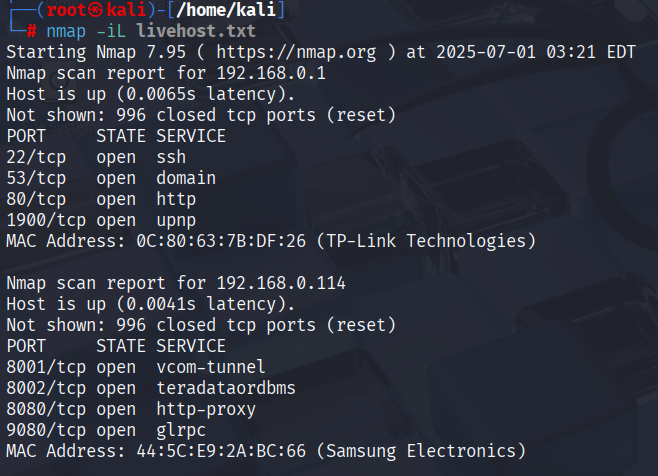 ┌──(root㉿kali)-[/home/kali]
└─# nmap -iL livehost.txt
Starting Nmap 7.95 ( https://nmap.org ) at 2025-07-01 03:21 EDT
Nmap scan report for 192.168.0.1
Host is up (0.0065s latency).
Not shown: 996 closed tcp ports (reset)
PORT     STATE SERVICE
22/tcp   open  ssh
53/tcp   open  domain
80/tcp   open  http
1900/tcp open  upnp
MAC Address: 0C:80:63:7B:DF:26 (TP-Link Technologies)

Nmap scan report for 192.168.0.114
Host is up (0.0041s latency).
Not shown: 996 closed tcp ports (reset)
PORT     STATE SERVICE
8001/tcp open  vcom-tunnel
8002/tcp open  teradataordbms
8080/tcp open  http-proxy
9080/tcp open  glrpc
MAC Address: 44:5C:E9:2A:BC:66 (Samsung Electronics)